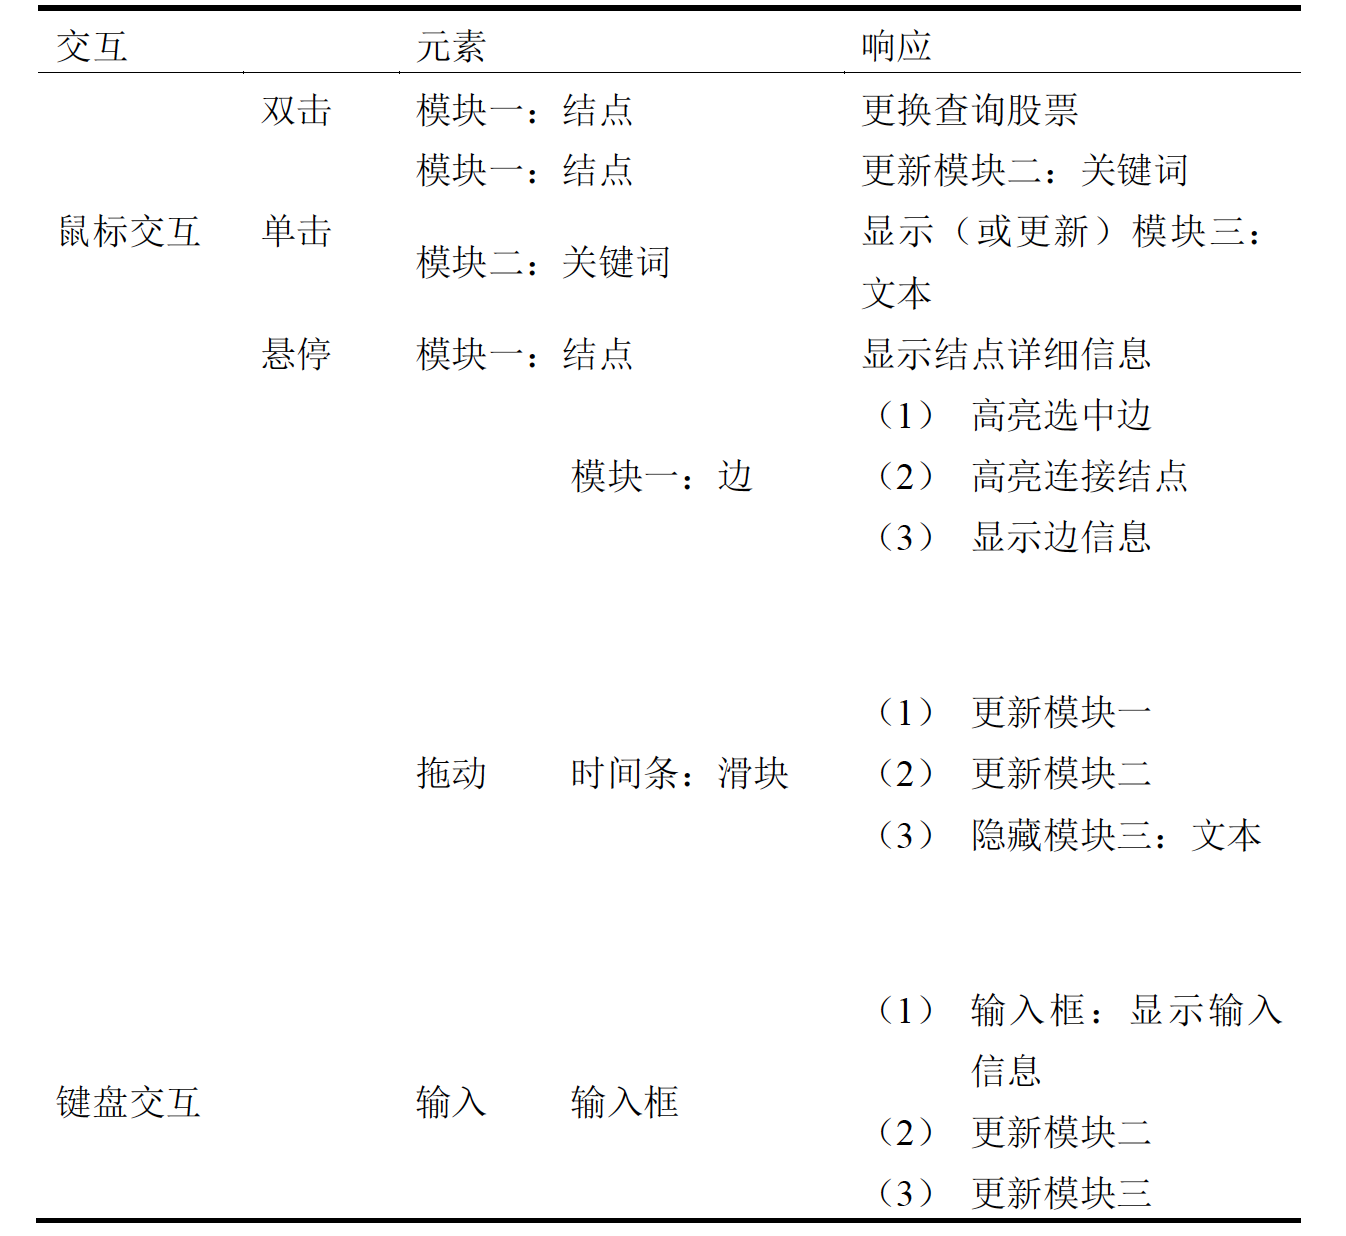 交互 元素 响应
双击 模块一：结点 更换查询股票
模块一：结点 更新模块二：关键词
鼠标交互 单击 模块二：关键词 显示（或更新）模块三：
文本
悬停 模块一：结点 显示结点详细信息
（1） 高亮选中边
模块一：边 （2） 高亮连接结点
（3） 显示边信息
（1） 更新模块一
拖动 时间条：滑块 （2） 更新模块二
（3） 隐藏模块三：文本
（1） 输入框：显示输入
信息
键盘交互 输入 输入框 （2） 更新模块二
（3） 更新模块三